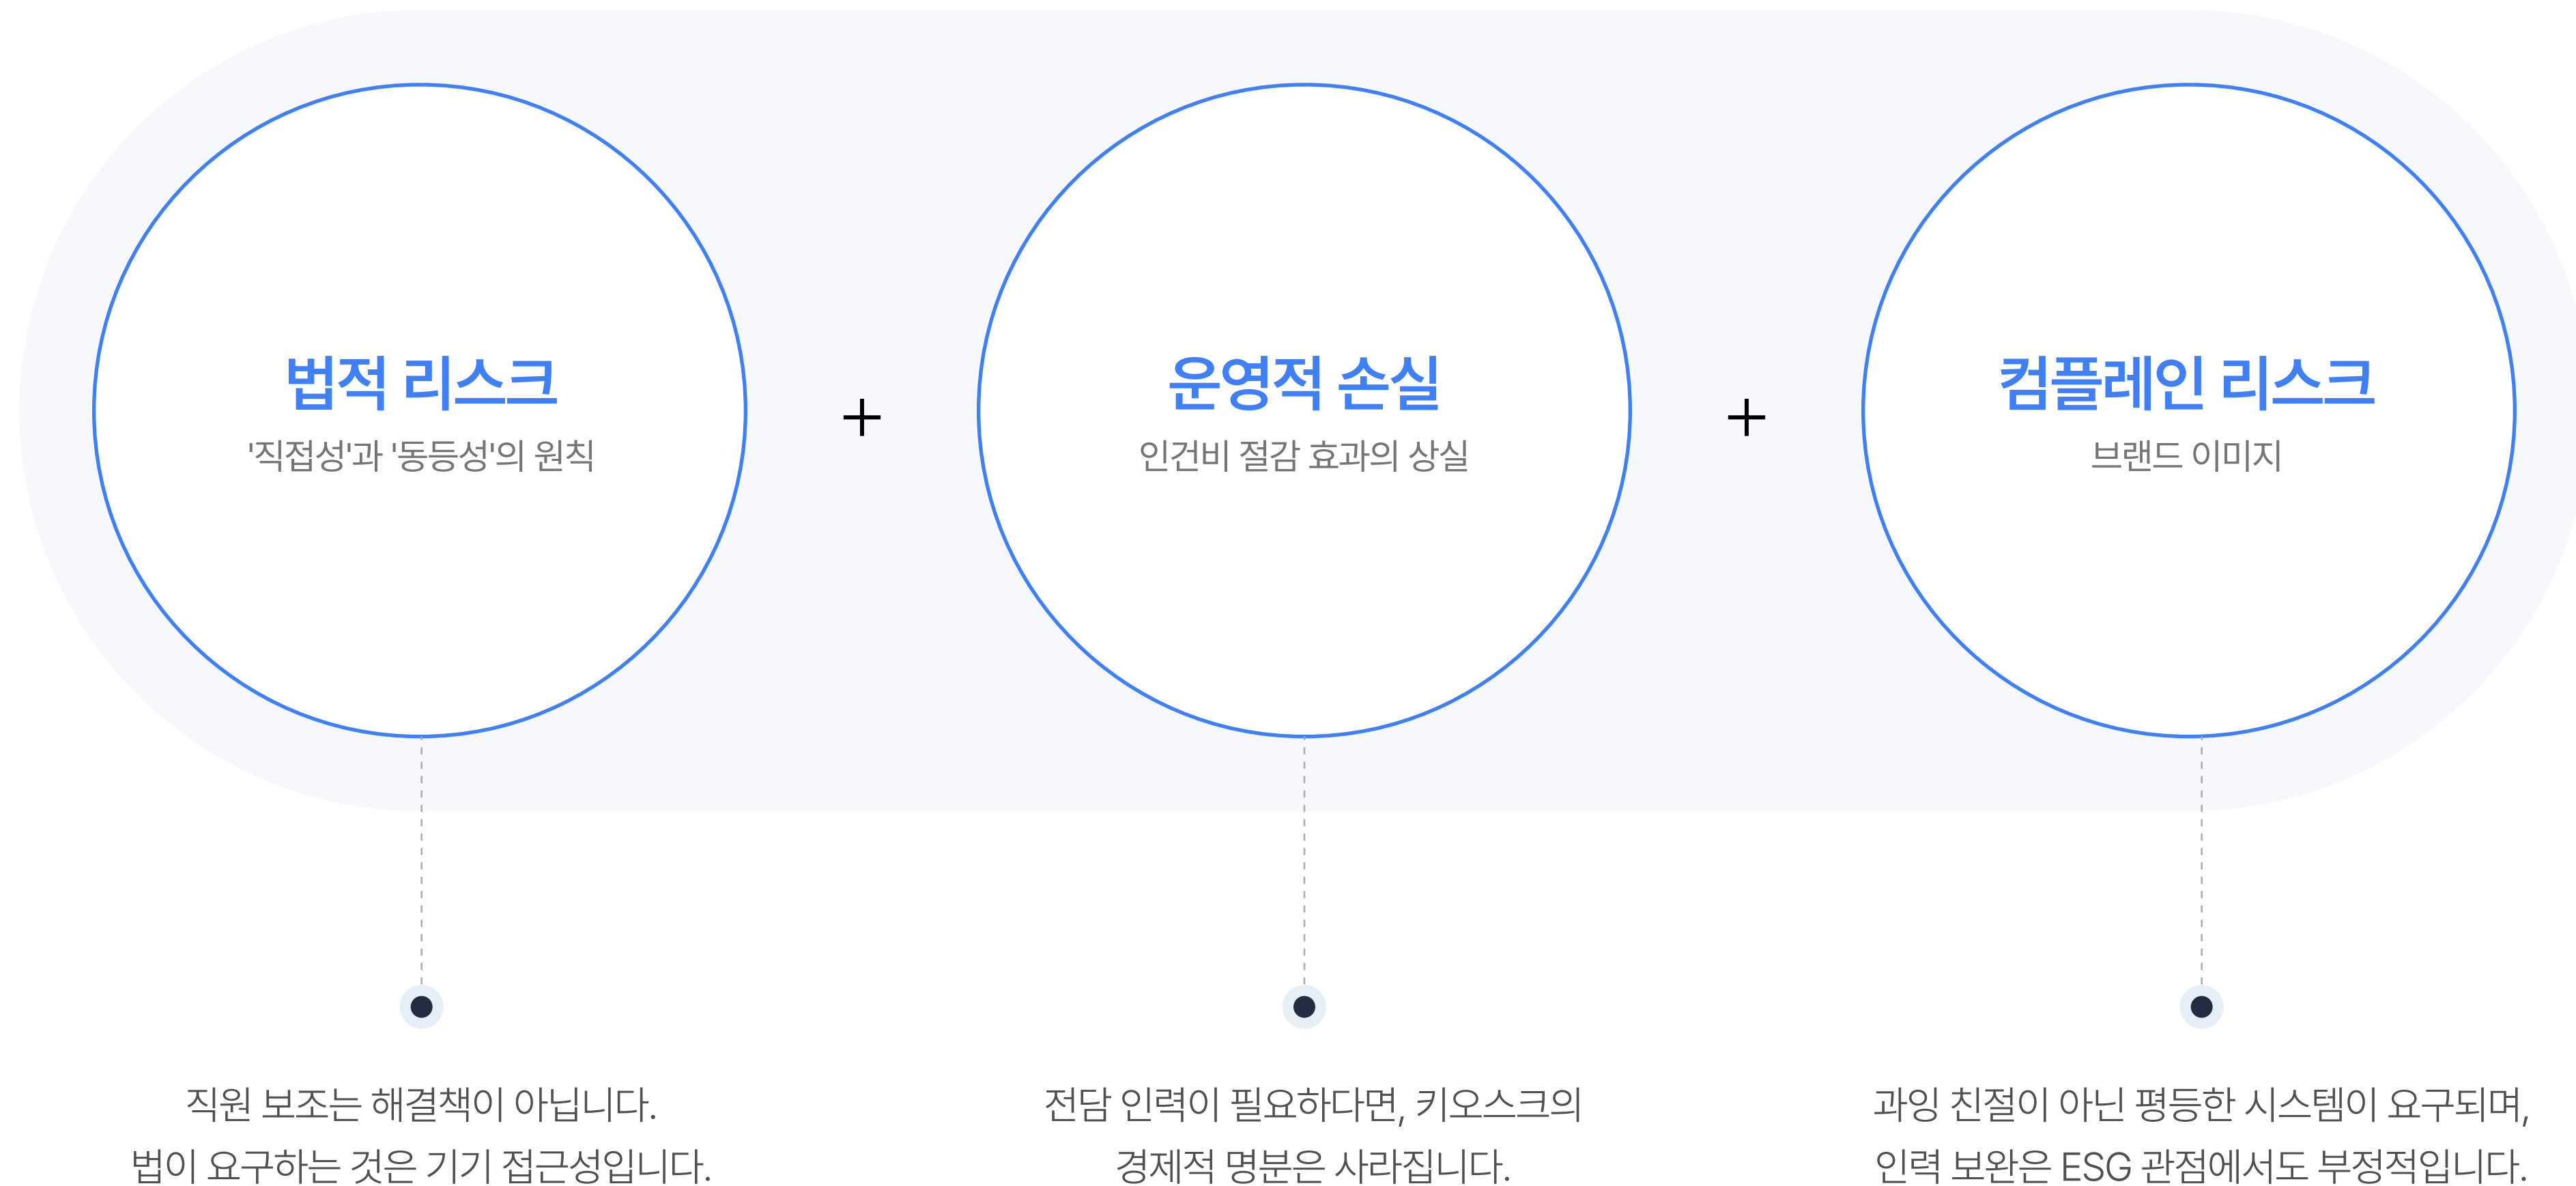 법적 리스크
'직접성'과 '동등성'의 원칙
+
운영적 손실
인건비 절감 효과의 상실
+
컴플레인 리스크
브랜드 이미지
직원 보조는 해결책이 아닙니다.
법이 요구하는 것은 기기 접근성입니다.
전담 인력이 필요하다면, 키오스크의
경제적 명분은 사라집니다.
과잉 친절이 아닌 평등한 시스템이 요구되며,
인력 보완은 ESG 관점에서도 부정적입니다.